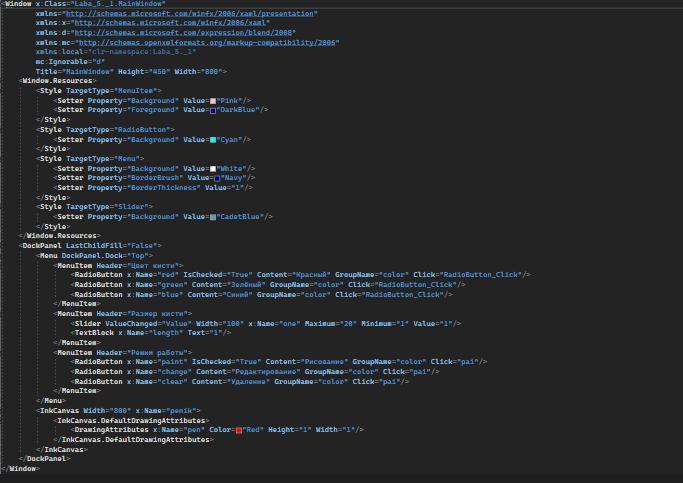 <Window x:Class="Laba_5._1.MainWindow"
xmlns="http://schemas.microsoft.com/winfx/2006/xaml/presentation"
xmlns:x="http://schemas.microsoft.com/winfx/2006/xaml"
xmlns:d="http://schemas.microsoft.com/expression/blend/2008"
xmlns:mc="http://schemas.openxmlformats.org/markup-compatibility/2006"
xmlns:local="clr-namespace:Laba_5._1"
mc:Ignorable="d"
Title="MainWindow" Height="450" Width="800">
<Window.Resources>
<Style TargetType="MenuItem">
<Setter Property="Background" Value="Pink"/>
<Setter Property="Foreground" Value="DarkBlue"/>
</Style>
<Style TargetType="RadioButton">
<Setter Property="Background" Value="Cyan"/>
</Style>
<Style TargetType="Menu">
<Setter Property="Background" Value="White"/>
<Setter Property="BorderBrush" Value="Navy"/>
<Setter Property="BorderThickness" Value="1"/>
</Style>
<Style TargetType="Slider">
<Setter Property="Background" Value="CadetBlue"/>
</Style>
</Window.Resources>
<DockPanel LastChildFill="False">
<Menu DockPanel.Dock="Top">
<MenuItem Header="Цвет кисти">
<RadioButton x:Name="red" IsChecked="True" Content="Красный" GroupName="color" Click="RadioButton_Click"/>
<RadioButton x:Name="green" Content="Зелёный" GroupName="color" Click="RadioButton_Click"/>
<RadioButton x:Name="blue" Content="Синий" GroupName="color" Click="RadioButton_Click"/>
</MenuItem>
<MenuItem Header="Размер кисти">
<Slider ValueChanged="Value" Width="100" x:Name="one" Maximum="20" Minimum="1" Value="1"/>
<TextBlock x:Name="length" Text="1"/>
</MenuItem>
<MenuItem Header="Режим работы">
<RadioButton x:Name="paint" IsChecked="True" Content="Рисование" GroupName="color" Click="pai"/>
<RadioButton x:Name="change" Content="Редактирование" GroupName="color" Click="pai"/>
<RadioButton x:Name="clear" Content="Удаление" GroupName="color" Click="pai"/>
</MenuItem>
</Menu>
<InkCanvas Width="800" x:Name="penik">
<InkCanvas.DefaultDrawingAttributes>
<DrawingAttributes x:Name="pen" Color="Red" Height="1" Width="1"/>
</InkCanvas.DefaultDrawingAttributes>
</InkCanvas>
</DockPanel>
</Window>